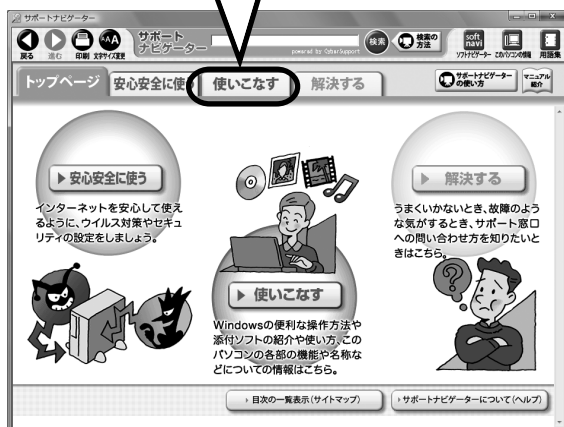 サポートナビゲーター
戻る 進む 印刷 文字サイズ変更
AAA
サポート
ナビゲーター
powered by CyberSupport
検索
検索の
方法
soft
navi
ソフトナビゲーター このパソコンの情報 用語集
トップページ 安心安全に使う 使いこなす 解決する
サポートナビゲーター
の使い方
マニュアル
紹介
安心安全に使う
インターネットを安心して使え
るように、ウイルス対策やセキュ
リティの設定をしましょう。
使いこなす
Windowsの便利な操作方法や
添付ソフトの紹介や使い方、この
パソコンの各部の機能や名称な
どについての情報はこちら。
解決する
うまくいかないとき、故障のよう
な気がするとき、サポート窓口
への問い合わせ方を知りたいと
きはこちら。
?
目次の一覧表示(サイトマップ)
サポートナビゲーターについて(ヘルプ)